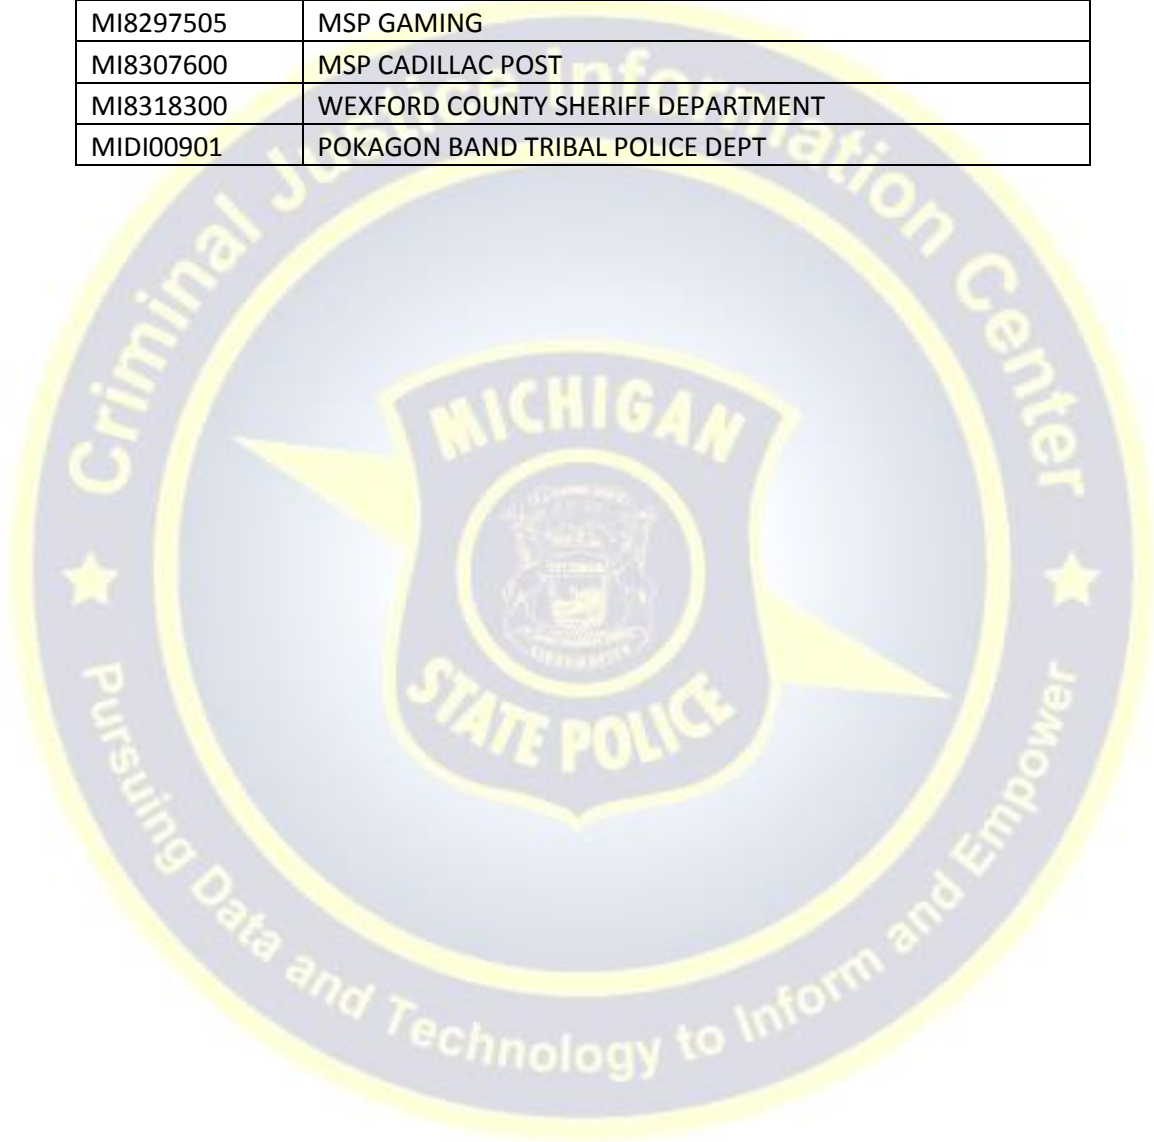 MI8297505 MSP GAMING
MI8307600 MSP CADILLAC POST
MI8318300 WEXFORD COUNTY SHERIFF DEPARTMENT
MIDI00901 POKAGON BAND TRIBAL POLICE DEPT
Criminal Justice Information Center
MICHIGAN
STATE POLICE
Pursuing Data and Technology to Inform and Empower